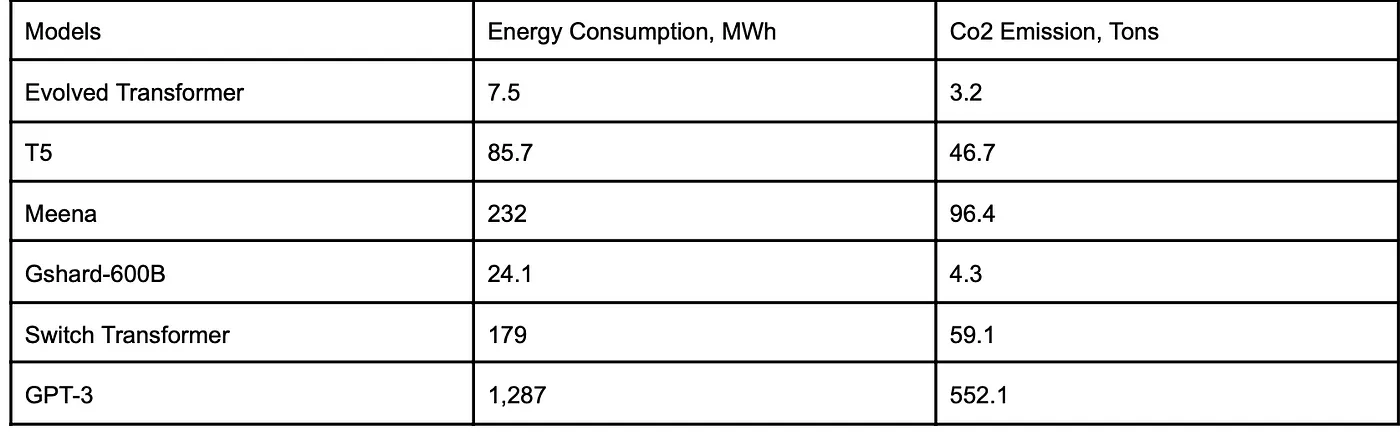 Models Energy Consumption, MWh Co2 Emission, Tons
Evolved Transformer 7.5 3.2
T5 85.7 46.7
Meena 232 96.4
Gshard-600B 24.1 4.3
Switch Transformer 179 59.1
GPT-3 1,287 552.1